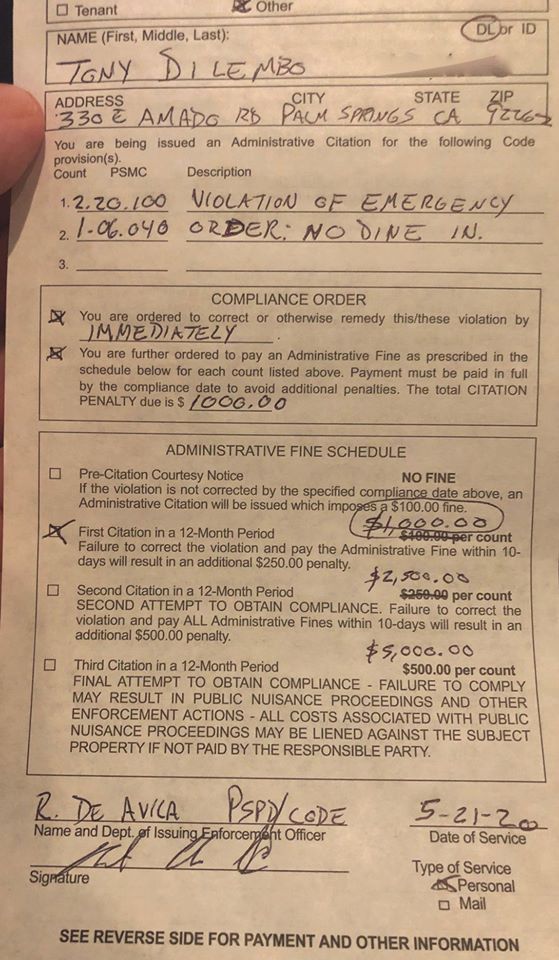 Tenant Other
NAME (First, Middle, Last): DL or ID
TONY DILEMBO
ADDRESS CITY STATE ZIP
330 E AMADO RD PALM SPRINGS CA 92262
You are being issued an Administrative Citation for the following Code
provision(s).
Count PSMC Description
1. 2.20.100 VIOLATION OF EMERGENCY
2. 1.06.040 ORDER: NO DINE IN.
3.
COMPLIANCE ORDER
You are ordered to correct or otherwise remedy this/these violation by
IMMEDIATELY.
You are further ordered to pay an Administrative Fine as prescribed in the
schedule below for each count listed above. Payment must be paid in full
by the compliance date to avoid additional penalties. The total CITATION
PENALTY due is $ 1000.00
ADMINISTRATIVE FINE SCHEDULE
Pre-Citation Courtesy Notice NO FINE
If the violation is not corrected by the specified compliance date above, an
Administrative Citation will be issued which imposes a $100.00 fine.
$1,000.00
First Citation in a 12-Month Period $100.00 per count
Failure to correct the violation and pay the Administrative Fine within 10-
days will result in an additional $250.00 penalty.
$2,500.00
Second Citation in a 12-Month Period $250.00 per count
SECOND ATTEMPT TO OBTAIN COMPLIANCE. Failure to correct the
violation and pay ALL Administrative Fines within 10-days will result in an
additional $500.00 penalty.
$5,000.00
Third Citation in a 12-Month Period $500.00 per count
FINAL ATTEMPT TO OBTAIN COMPLIANCE - FAILURE TO COMPLY
MAY RESULT IN PUBLIC NUISANCE PROCEEDINGS AND OTHER
ENFORCEMENT ACTIONS - ALL COSTS ASSOCIATED WITH PUBLIC
NUISANCE PROCEEDINGS MAY BE LIENED AGAINST THE SUBJECT
PROPERTY IF NOT PAID BY THE RESPONSIBLE PARTY.
R. DE AVILA PSPD/CODE 5-21-20
Name and Dept. of Issuing Enforcement Officer Date of Service
Signature Type of Service
Personal
Mail
SEE REVERSE SIDE FOR PAYMENT AND OTHER INFORMATION